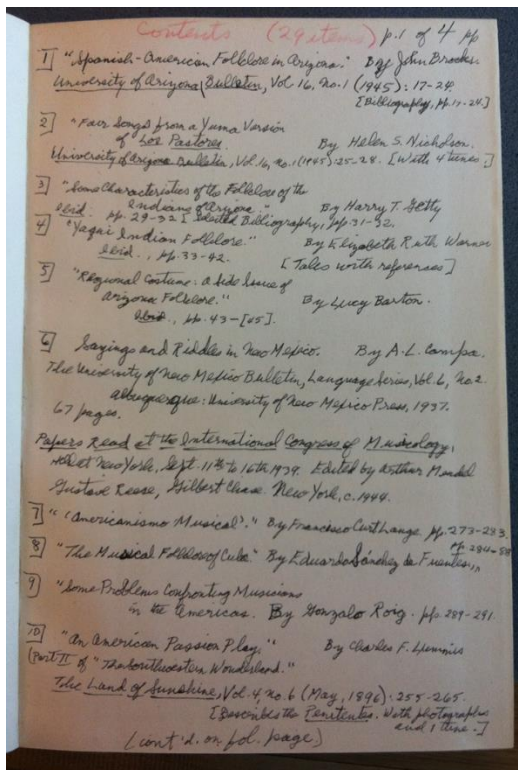 Contents (29 items) p.1 of 4 pp
1] "Spanish-American Folklore in Arizona." By John Brooks.
University of Arizona Bulletin, Vol 16, no. 1 (1945): 17-24.
[Bibliography, pp. 19-24.]
2] "Four Songs from a Yuma Version
of Los Pastores. By Helen S. Nicholson.
University of Arizona Bulletin, Vol. 16, no. 1 (1945) 25-28. [With 4 tunes.]
3] "Some Characteristics of the Folklore of the
Indians of Arizona." By Harry T. Getty
Ibid. pp. 29-32 [Selected Bibliography, pp. 31-32.
4] "Yaqui Indian Folklore." By Elizabeth Ruth Warner
Ibid., pp. 33-42. [Tales with references]
5] "Regional Costume: a Side Issue of
Arizona Folklore." By Lucy Barton.
Ibid., pp. 43-[45].
6] Sayings and Riddles in New Mexico. By A.L. Campa.
The University of New Mexico Bulletin, Language Series, Vol. 6, no. 2.
Albuquerque: University of New Mexico Press, 1937.
67 pages.
Papers Read at the International Congress of Musicology,
Held at New York, Sept. 11th to 16th 1939. Edited by Arthur Mendel
Gustave Reese, Gilbert Chase. New York, c. 1944.
7] "'Americanismo Musical'." By Francisco Curt Lange. pp. 273-283.
8] "The Musical Folklore of Cuba" By Eduardo Sánchez de Fuentes, pp. 284-88
9] "Some Problems Confronting Musicians
in the Americas. By Gonzalo Roig. pp. 289-291.
10] "An American Passion Play." By Charles F. Lummis
(Part II of "The Southwestern Wonderland."
The Land of Sunshine, Vol. 4, no. 6 (May, 1896): 255-265.
[Describes the Penitentes. With photographs
and 1 tune.]
(cont'd. on fol. page)